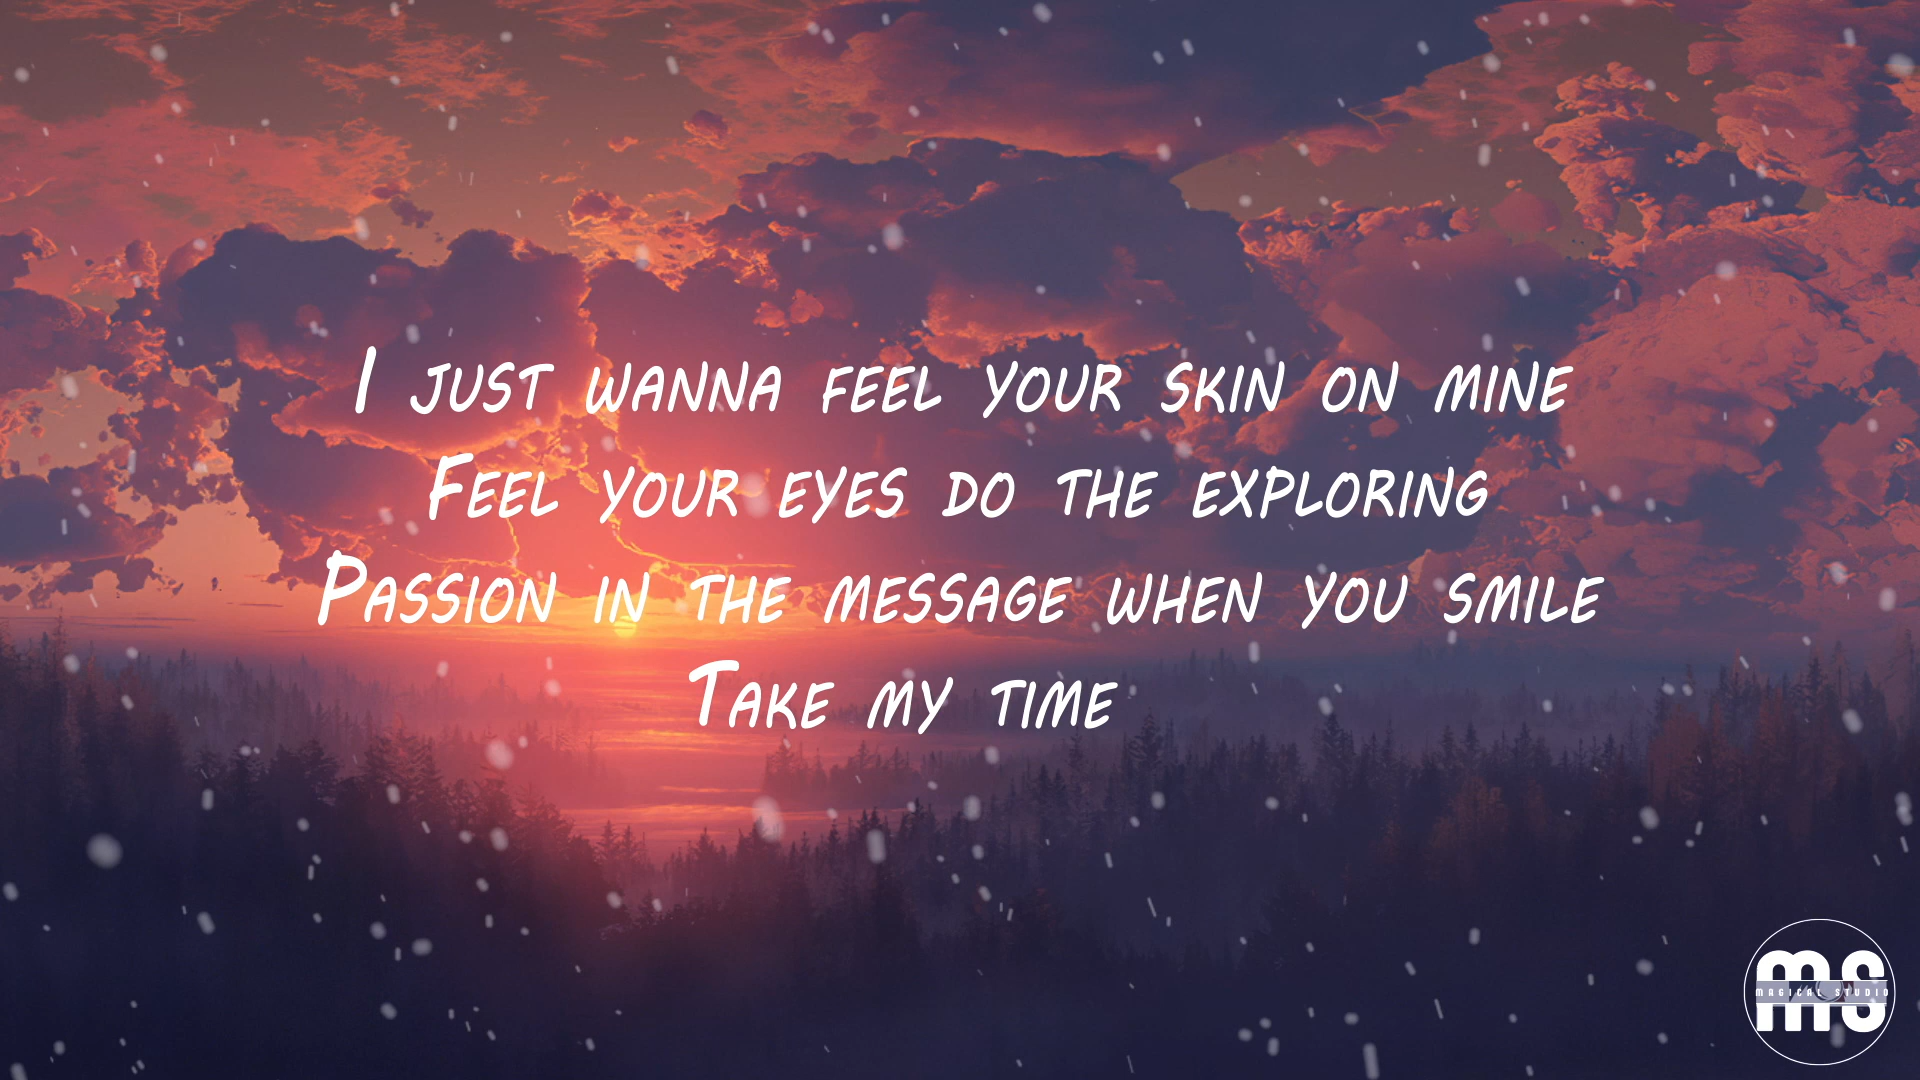 I just wanna feel your skin on mine
Feel your eyes do the exploring
Passion in the message when you smile
Take my time
MS
MAGICAL STUDIO